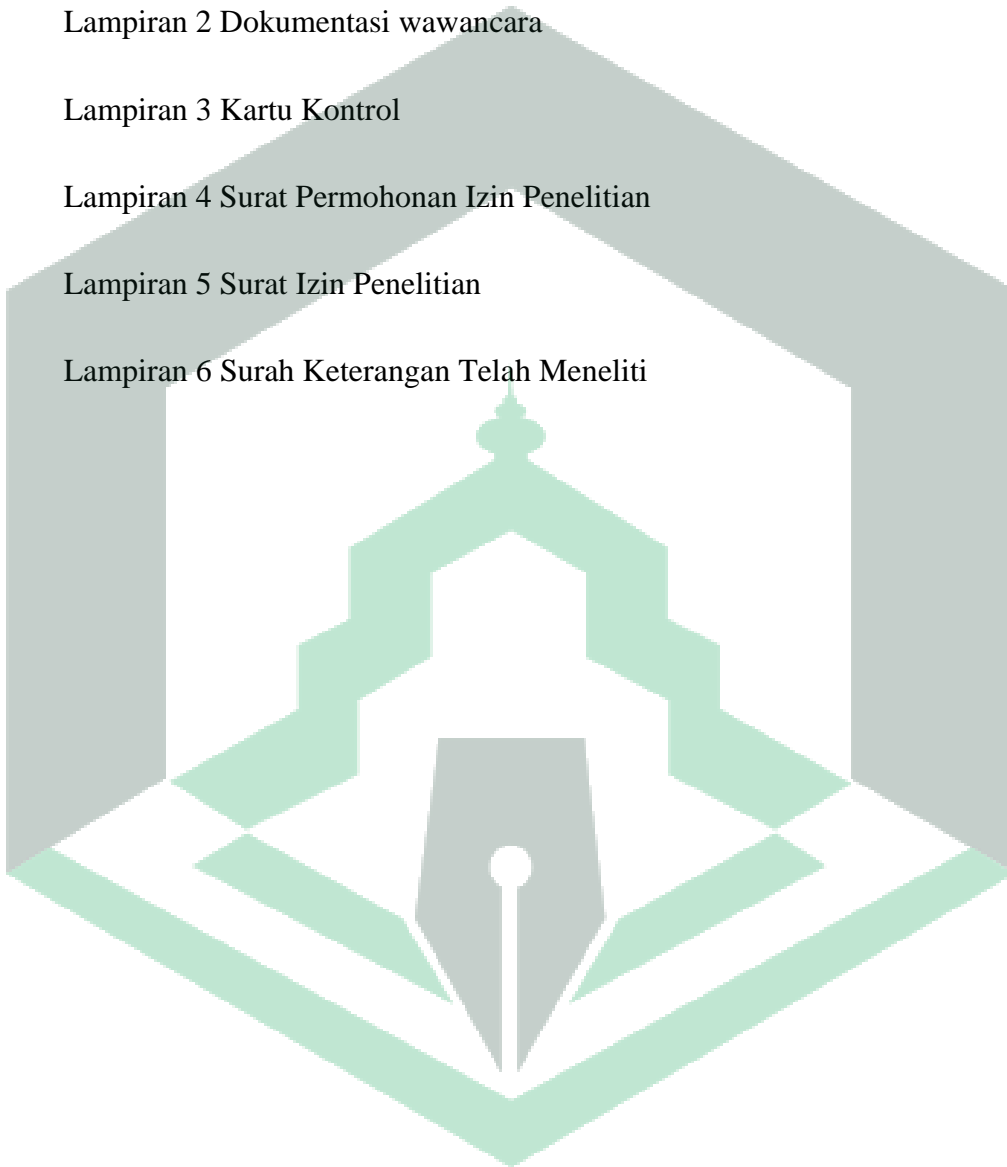 Lampiran 2 Dokumentasi wawancara
Lampiran 3 Kartu Kontrol
Lampiran 4 Surat Permohonan Izin Penelitian
Lampiran 5 Surat Izin Penelitian
Lampiran 6 Surah Keterangan Telah Meneliti